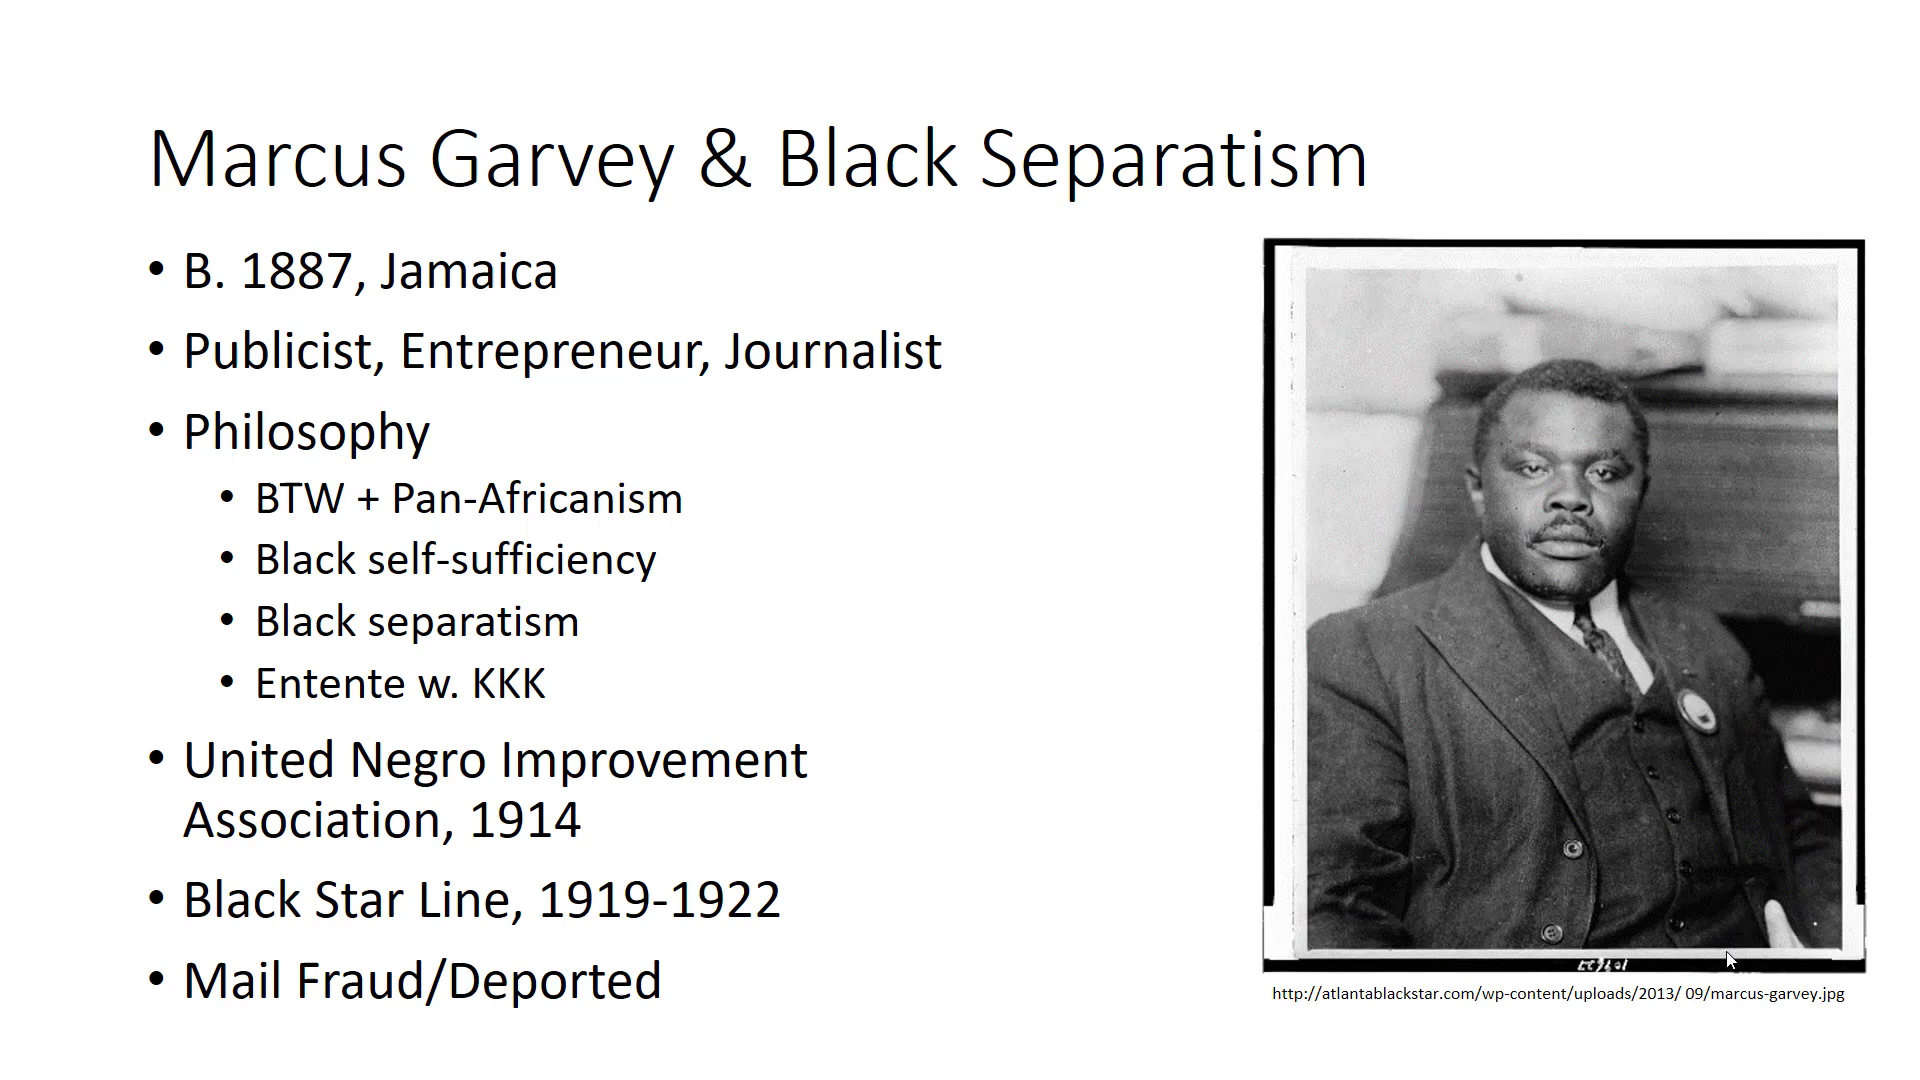 Marcus Garvey & Black Separatism
• B. 1887, Jamaica
• Publicist, Entrepreneur, Journalist
• Philosophy
• BTW + Pan-Africanism
• Black self-sufficiency
• Black separatism
• Entente w. KKK
• United Negro Improvement
Association, 1914
• Black Star Line, 1919-1922
• Mail Fraud/Deported
http://atlantablackstar.com/wp-content/uploads/2013/ 09/marcus-garvey.jpg